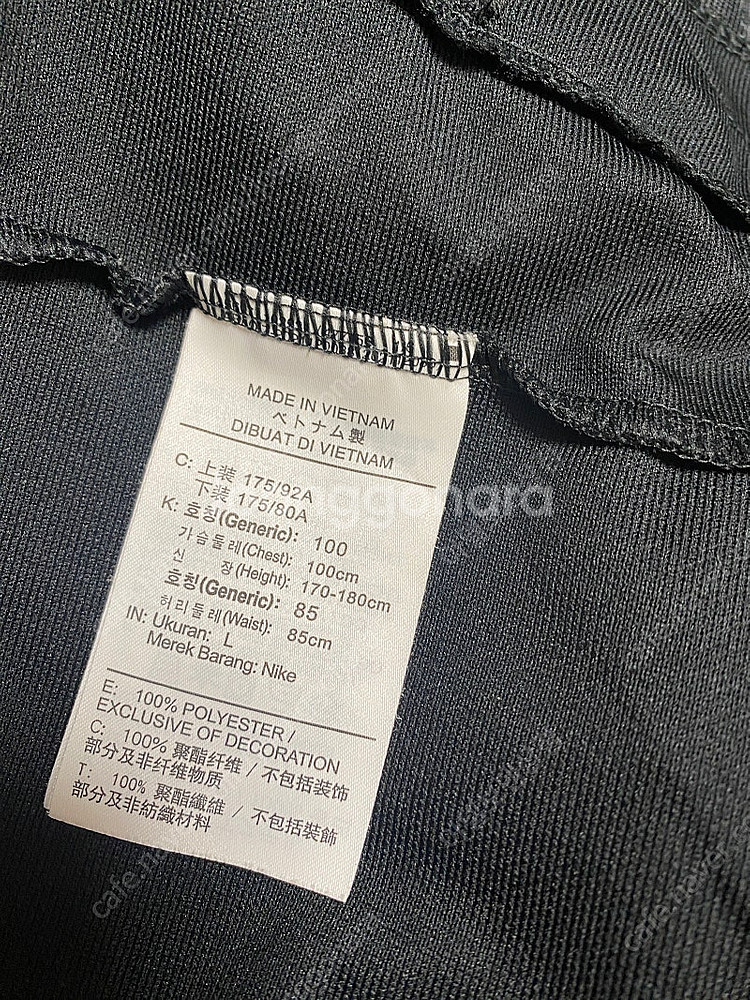 MADE IN VIETNAM
ベトナム製
DIBUAT DI VIETNAM
C: 上装 175/92A
下装 175/80A
K: 호칭(Generic): 100
가슴둘레(Chest): 100cm
신 장(Height): 170-180cm
호칭(Generic): 85
허리둘레(Waist): 85cm
IN: Ukuran: L
Merek Barang: Nike
E: 100% POLYESTER /
EXCLUSIVE OF DECORATION
C: 100% 聚酯纤维 / 不包括装饰
部分及非纤维物质
T: 100% 聚酯纖維 / 不包括裝飾
部分及非紡織材料
cafe.naver
cafe.naver